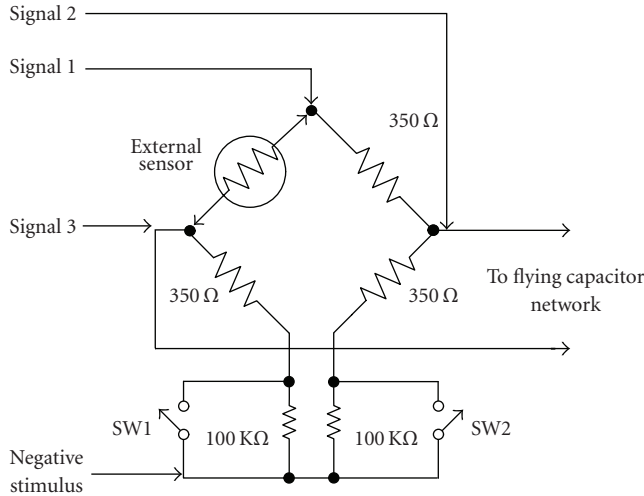 Signal 2
Signal 1
350 Ω
External
sensor
Signal 3
350 Ω
350 Ω
To flying capacitor
network
SW1
100 KΩ
100 KΩ
SW2
Negative
stimulus